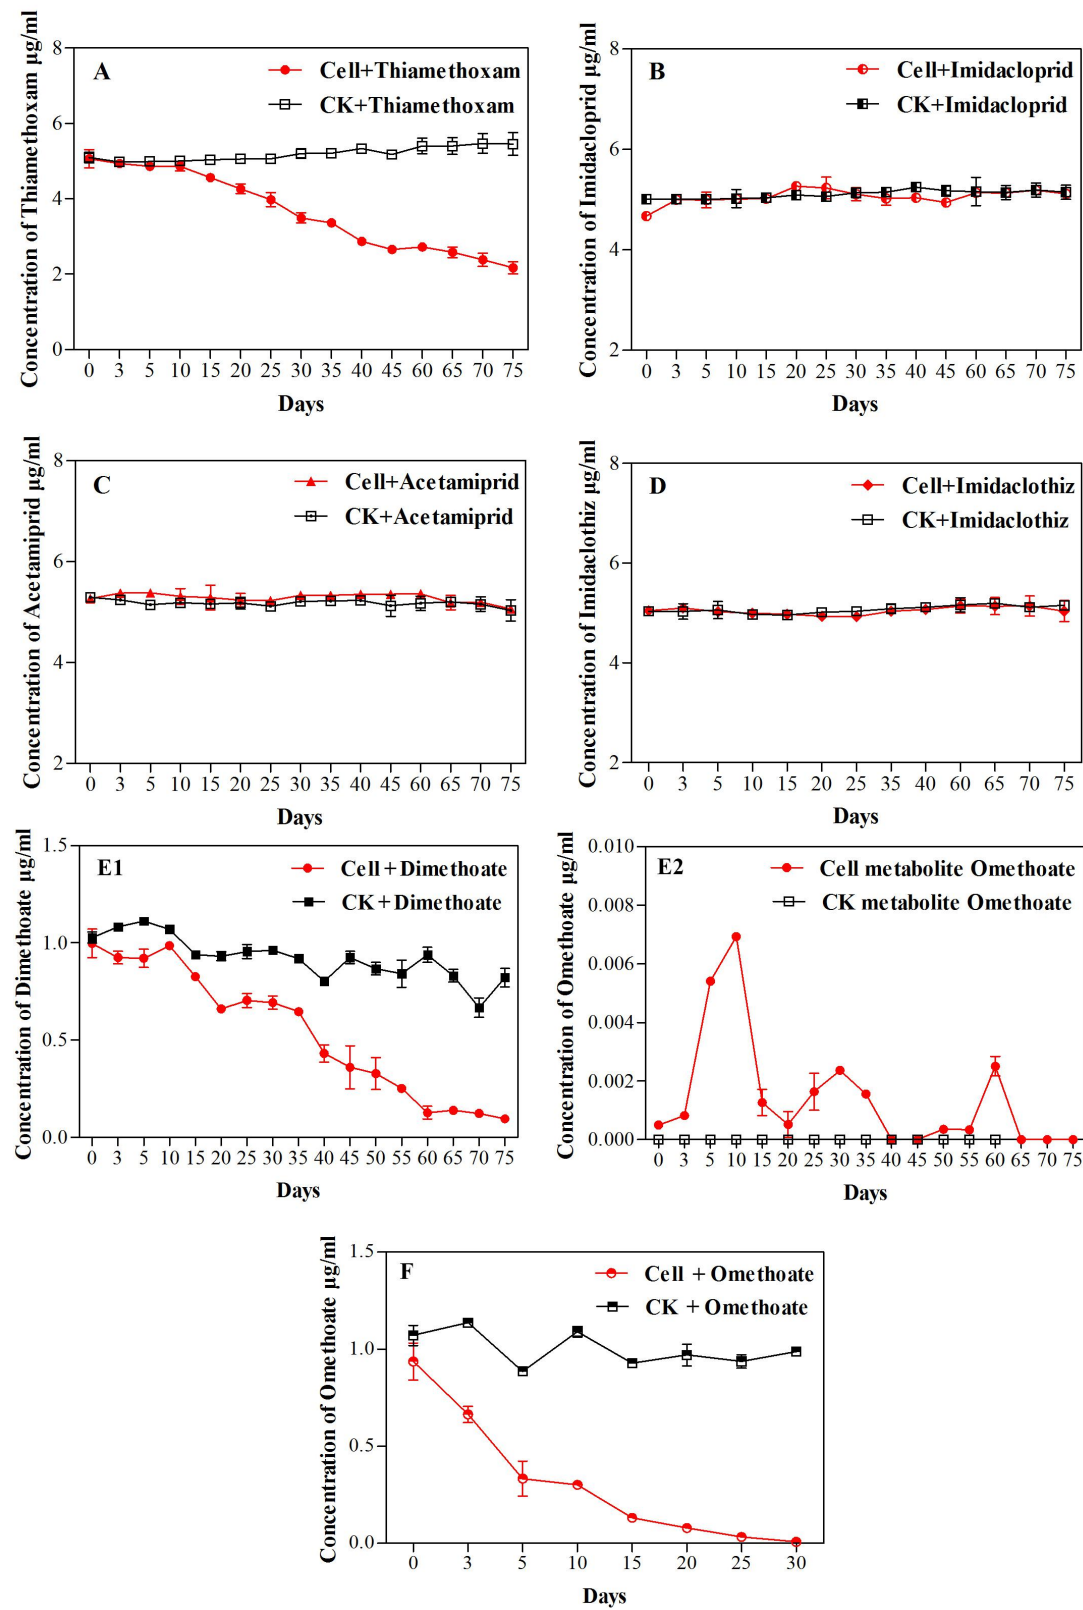 A
Cell+Thiamethoxam
CK+Thiamethoxam
Concentration of Thiamethoxam µg/ml
8
6
4
2
0
0 3 5 10 15 20 25 30 35 40 45 60 65 70 75
Days
B
Cell+Imidacloprid
CK+Imidacloprid
Concentration of Imidacloprid µg/ml
8
6
4
2
0 3 5 10 15 20 25 30 35 40 45 60 65 70 75
Days
C
Cell+Acetamiprid
CK+Acetamiprid
Concentration of Acetamiprid µg/ml
8
6
4
2
0 3 5 10 15 20 25 30 35 40 45 60 65 70 75
Days
D
Cell+Imidaclothiz
CK+Imidaclothiz
Concentration of Imidaclothiz µg/ml
8
6
4
2
0 3 5 10 15 20 25 35 40 60 65 70 75
Days
E1
Cell + Dimethoate
CK + Dimethoate
Concentration of Dimethoate µg/ml
1.5
1.0
0.5
0.0
0 3 5 10 15 20 25 30 35 40 45 50 55 60 65 70 75
Days
E2
Cell metabolite Omethoate
CK metabolite Omethoate
Concentration of Omethoate µg/ml
0.010
0.008
0.006
0.004
0.002
0.000
0 3 5 10 15 20 25 30 35 40 45 50 55 60 65 70 75
Days
F
Cell + Omethoate
CK + Omethoate
Concentration of Omethoate µg/ml
1.5
1.0
0.5
0.0
0 3 5 10 15 20 25 30
Days